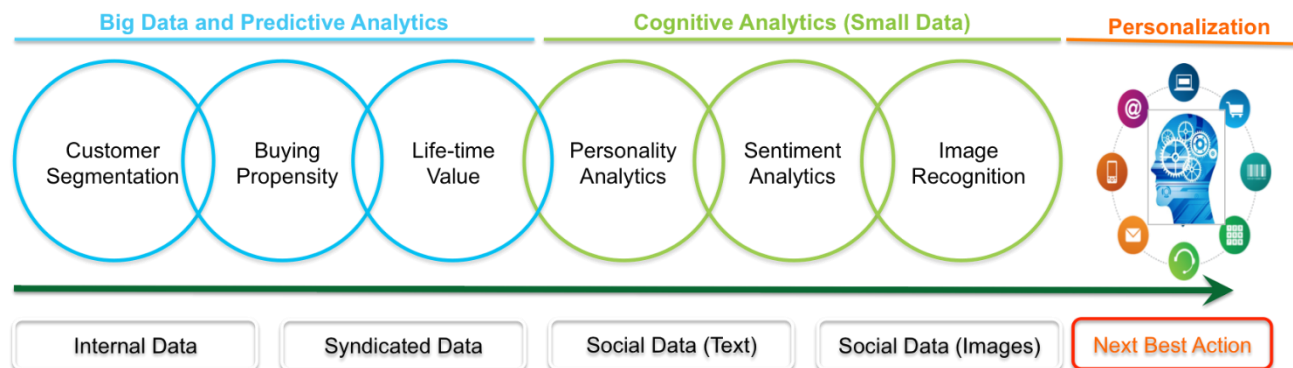 Big Data and Predictive Analytics
Cognitive Analytics (Small Data)
Personalization
Customer
Segmentation
Buying
Propensity
Life-time
Value
Personality
Analytics
Sentiment
Analytics
Image
Recognition
@
Internal Data
Syndicated Data
Social Data (Text)
Social Data (Images)
Next Best Action